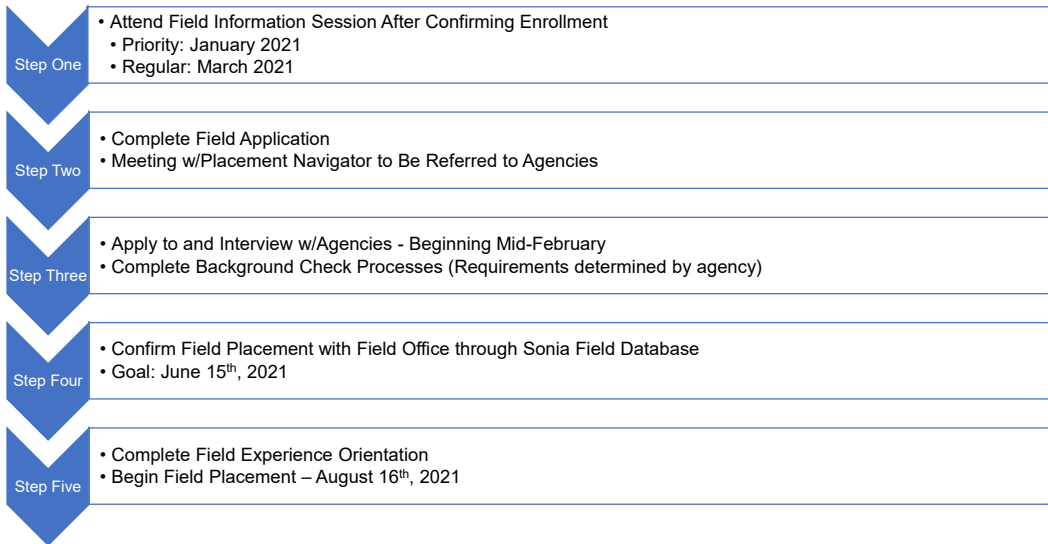 Step One
• Attend Field Information Session After Confirming Enrollment
• Priority: January 2021
• Regular: March 2021
Step Two
• Complete Field Application
• Meeting w/Placement Navigator to Be Referred to Agencies
Step Three
• Apply to and Interview w/Agencies - Beginning Mid-February
• Complete Background Check Processes (Requirements determined by agency)
Step Four
• Confirm Field Placement with Field Office through Sonia Field Database
• Goal: June 15th, 2021
Step Five
• Complete Field Experience Orientation
• Begin Field Placement – August 16th, 2021